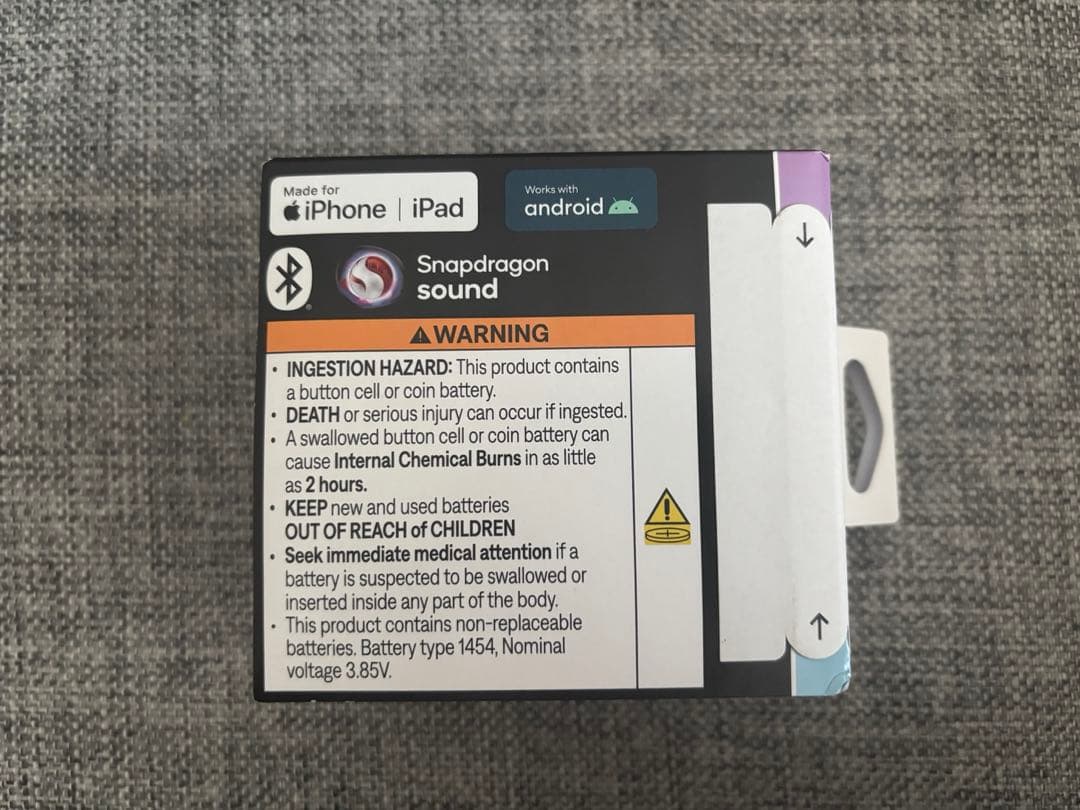 Made for
iPhone | iPad
Works with
android
Snapdragon
sound
WARNING
• INGESTION HAZARD: This product contains
a button cell or coin battery.
• DEATH or serious injury can occur if ingested.
• A swallowed button cell or coin battery can
cause Internal Chemical Burns in as little
as 2 hours.
• KEEP new and used batteries
OUT OF REACH of CHILDREN
• Seek immediate medical attention if a
battery is suspected to be swallowed or
inserted inside any part of the body.
• This product contains non-replaceable
batteries. Battery type 1454, Nominal
voltage 3.85V.